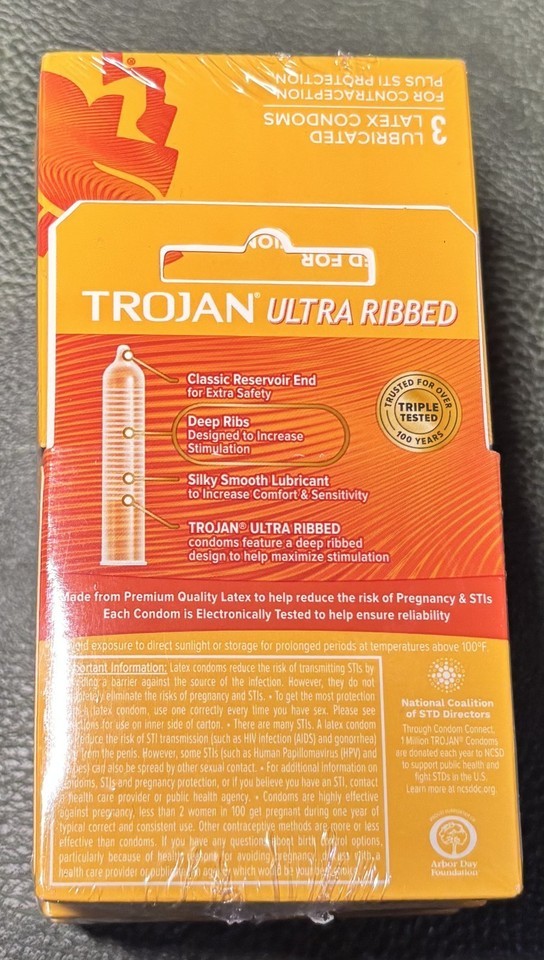 3 LUBRICATED
LATEX CONDOMS
FOR CONTRACEPTION
PLUS STI PROTECTION
®
D FOR
TROJAN® ULTRA RIBBED
Classic Reservoir End
for Extra Safety
Deep Ribs
Designed to Increase
Stimulation
Silky Smooth Lubricant
to Increase Comfort & Sensitivity
TROJAN® ULTRA RIBBED
condoms feature a deep ribbed
design to help maximize stimulation
TRUSTED FOR OVER
TRIPLE
TESTED
100 YEARS
Made from Premium Quality Latex to help reduce the risk of Pregnancy & STIs
Each Condom is Electronically Tested to help ensure reliability
exposure to direct sunlight or storage for prolonged periods at temperatures above 100°F.
Important Information: Latex condoms reduce the risk of transmitting STIs by
a barrier against the source of the infection. However, they do not
eliminate the risks of pregnancy and STIs. • To get the most protection
latex condom, use one correctly every time you have sex. Please see
for use on inner side of carton. • There are many STIs. A latex condom
reduce the risk of STI transmission (such as HIV infection (AIDS) and gonorrhea)
from the penis. However, some STIs (such as Human Papillomavirus (HPV) and
can also be spread by other sexual contact. • For additional information on
condoms, STIs and pregnancy protection, or if you believe you have an STI, contact
a health care provider or public health agency. • Condoms are highly effective
against pregnancy, less than 2 women in 100 get pregnant during one year of
typical correct and consistent use. Other contraceptive methods are more or less
effective than condoms. If you have any questions about birth control options,
particularly because of health for avoiding pregnancy, with a
health care provider or public which would be your
National Coalition
of STD Directors
Through Condom Connect,
1 Million TROJAN® Condoms
are donated each year to NCSD
to support public health and
fight STDs in the U.S.
Learn more at ncsddc.org.
Arbor Day
Foundation